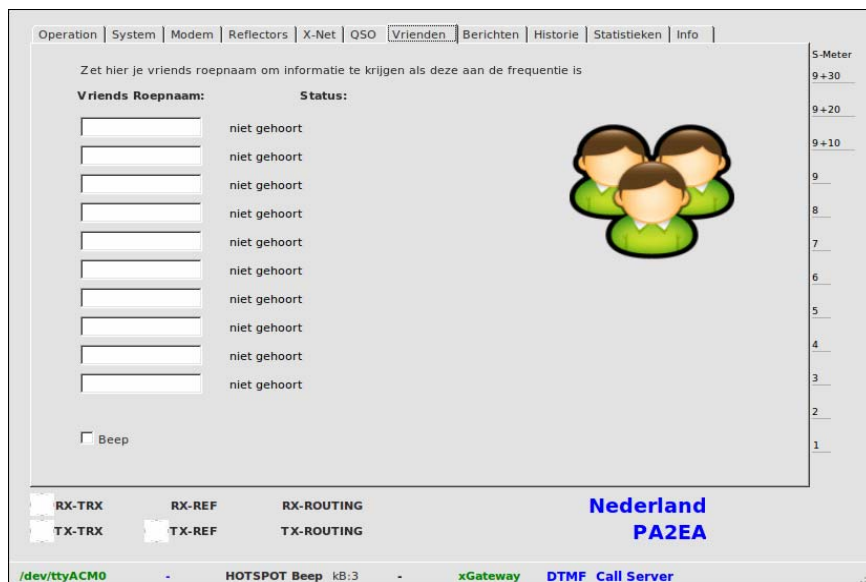 Operation System Modem Reflectors X-Net QSO Vrienden Berichten Historie Statistieken Info
Zet hier je vriends roepnaam om informatie te krijgen als deze aan de frequentie is
Vriends Roepnaam: Status:
niet gehoort
niet gehoort
niet gehoort
niet gehoort
niet gehoort
niet gehoort
niet gehoort
niet gehoort
niet gehoort
niet gehoort
Beep
S-Meter
9+30
9+20
9+10
9
8
7
6
5
4
3
2
1
RX-TRX RX-REF RX-ROUTING
TX-TRX TX-REF TX-ROUTING
Nederland
PA2EA
/dev/ttyACM0 - HOTSPOT Beep kB:3 - xGateway DTMF Call Server